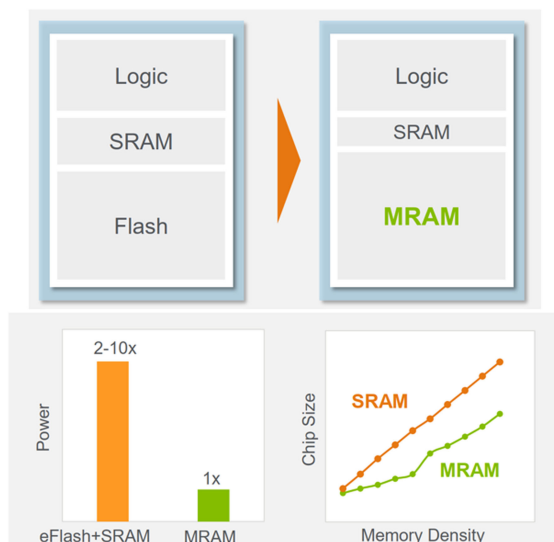 Logic
SRAM
Flash
Logic
SRAM
MRAM
Power
2-10x
1x
eFlash+SRAM
MRAM
Chip Size
SRAM
MRAM
Memory Density